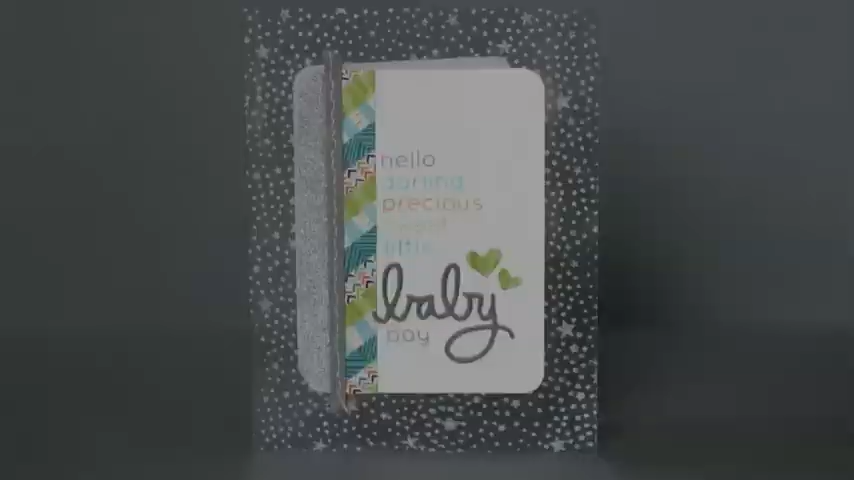 hello
darling
precious
sweet
little
baby
boy